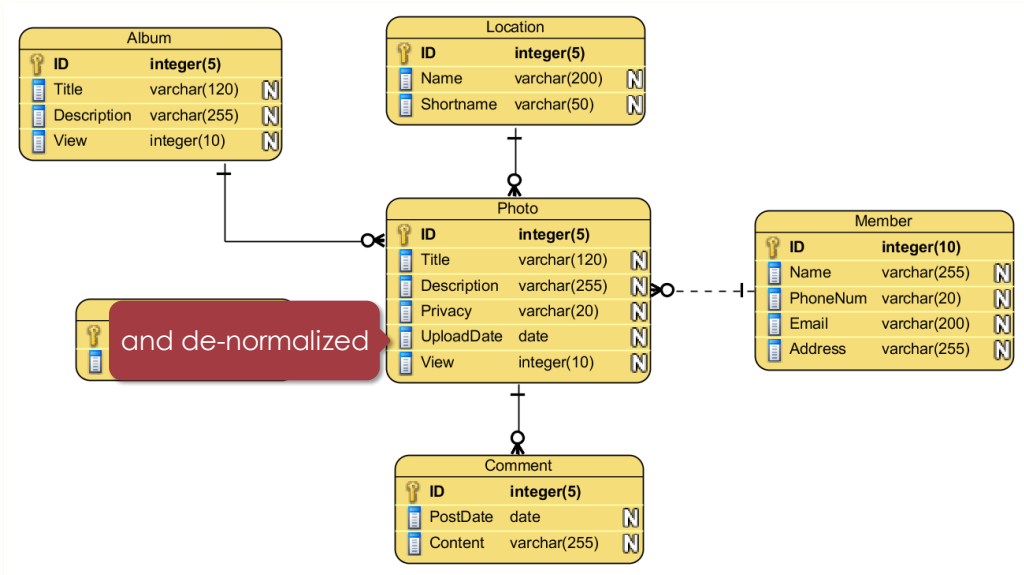 Album
ID integer(5)
Title varchar(120) N
Description varchar(255) N
View integer(10) N
Location
ID integer(5)
Name varchar(200) N
Shortname varchar(50) N
Photo
ID integer(5)
Title varchar(120) N
Description varchar(255) N
Privacy varchar(20) N
UploadDate date N
View integer(10) N
Member
ID integer(10)
Name varchar(255) N
PhoneNum varchar(20) N
Email varchar(200) N
Address varchar(255) N
and de-normalized
Comment
ID integer(5)
PostDate date N
Content varchar(255) N